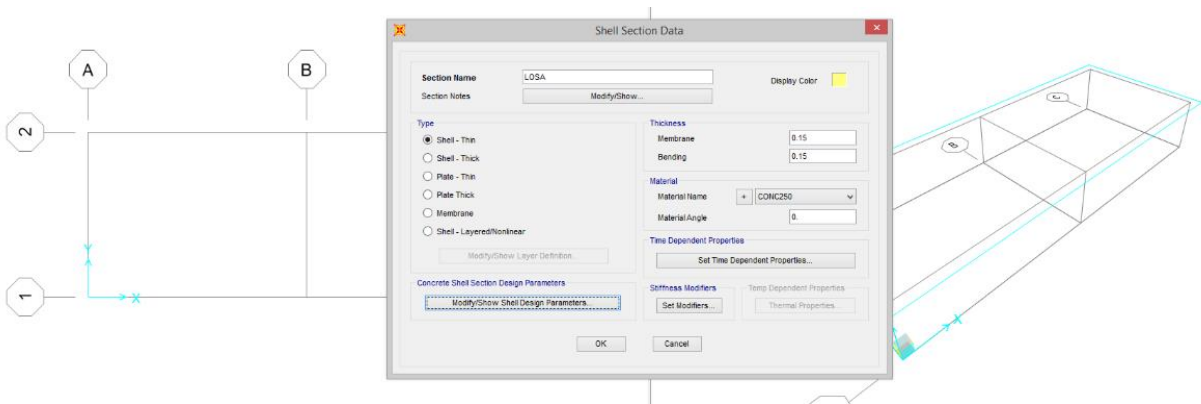 Shell Section Data
Section Name
LOSA
Display Color
Section Notes
Modify/Show...
Type
Shell - Thin
Shell - Thick
Plate - Thin
Plate Thick
Membrane
Shell - Layered/Nonlinear
Modify/Show Layer Definition...
Concrete Shell Section Design Parameters
Modify/Show Shell Design Parameters...
Thickness
Membrane
0.15
Bending
0.15
Material
Material Name
+
CONC250
Material Angle
0.
Time Dependent Properties
Set Time Dependent Properties...
Stiffness Modifiers
Set Modifiers...
Temp Dependent Properties
Thermal Properties...
OK
Cancel
A
B
2
1
Y
X
C
B
X